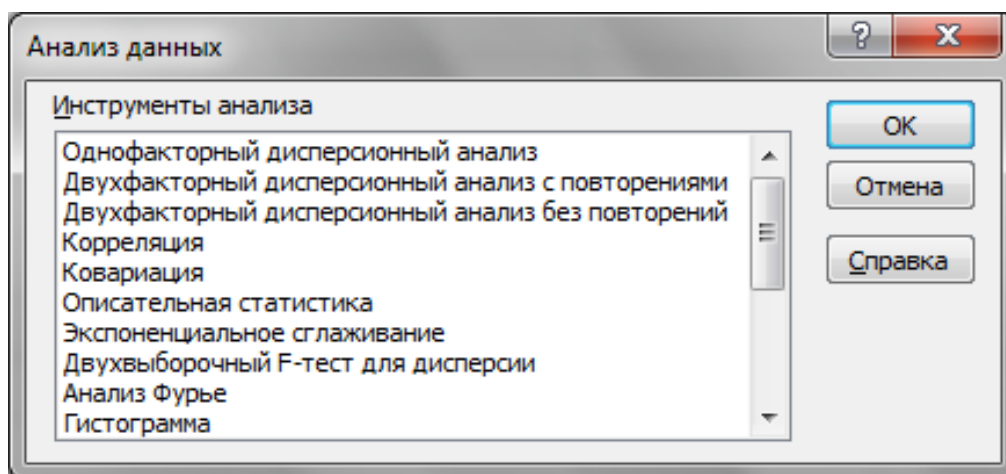 Анализ данных
Инструменты анализа
Однофакторный дисперсионный анализ
Двухфакторный дисперсионный анализ с повторениями
Двухфакторный дисперсионный анализ без повторений
Корреляция
Ковариация
Описательная статистика
Экспоненциальное сглаживание
Двухвыборочный F-тест для дисперсии
Анализ Фурье
Гистограмма
ОК
Отмена
Справка